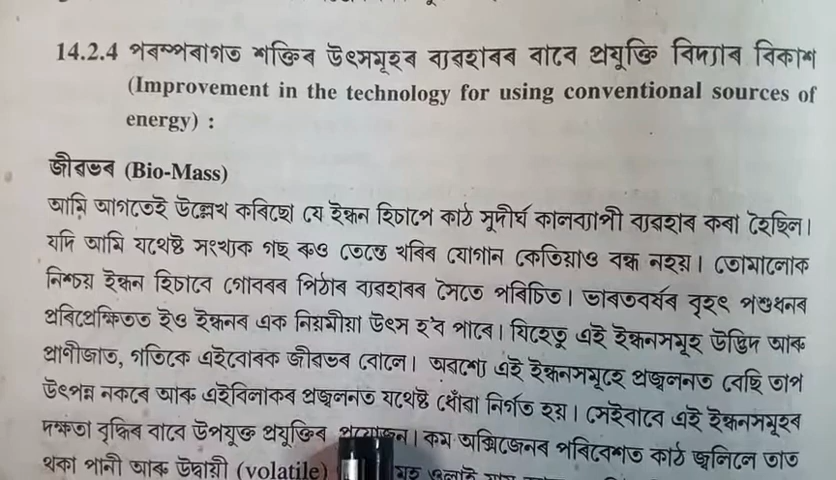 14.2.4 পৰম্পৰাগত শক্তিৰ উৎসমূহৰ ব্যৱহাৰৰ বাবে প্ৰযুক্তি বিদ্যাৰ বিকাশ
(Improvement in the technology for using conventional sources of
energy) :
জীৱভৰ (Bio-Mass)
আমি আগতেই উল্লেখ কৰিছো যে ইন্ধন হিচাপে কাঠ সুদীৰ্ঘ কালব্যাপী ব্যৱহাৰ কৰা হৈছিল।
যদি আমি যথেষ্ট সংখ্যক গছ ৰুও তেন্তে খৰিৰ যোগান কেতিয়াও বন্ধ নহয়। তোমালোক
নিশ্চয় ইন্ধন হিচাবে গোবৰৰ পিঠাৰ ব্যৱহাৰৰ সৈতে পৰিচিত। ভাৰতবৰ্ষৰ বৃহৎ পশুধনৰ
প্ৰৰিপ্ৰেক্ষিতত ইও ইন্ধনৰ এক নিয়মীয়া উৎস হ'ব পাৰে। যিহেতু এই ইন্ধনসমূহ উদ্ভিদ আৰু
প্ৰাণীজাত, গতিকে এইবোৰক জীৱভৰ বোলে। অৱশ্যে এই ইন্ধনসমূহে প্ৰজ্বলনত বেছি তাপ
উৎপন্ন নকৰে আৰু এইবিলাকৰ প্ৰজ্বলনত যথেষ্ট ধোঁৱা নিৰ্গত হয়। সেইবাবে এই ইন্ধনসমূহৰ
দক্ষতা বৃদ্ধিৰ বাবে উপযুক্ত প্ৰযুক্তিৰ প্ৰয়োজন। কম অক্সিজেনৰ পৰিবেশত কাঠ জ্বলিলে তাত
থকা পানী আৰু উদ্বায়ী (volatile)